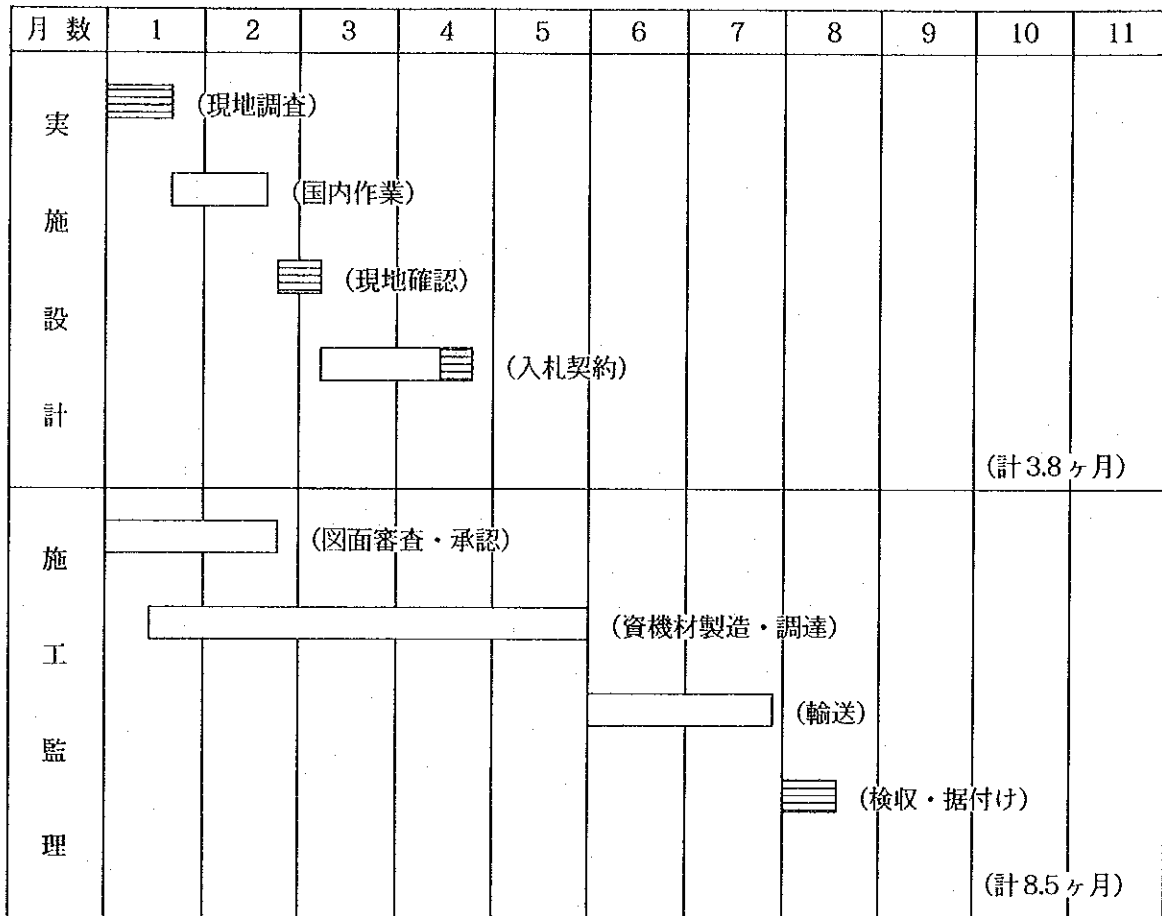 月数 1 2 3 4 5 6 7 8 9 10 11
実施設計
(現地調査)
(国内作業)
(現地確認)
(入札契約)
(計3.8ヶ月)
施工監理
(図面審査・承認)
(資機材製造・調達)
(輸送)
(検収・据付け)
(計8.5ヶ月)